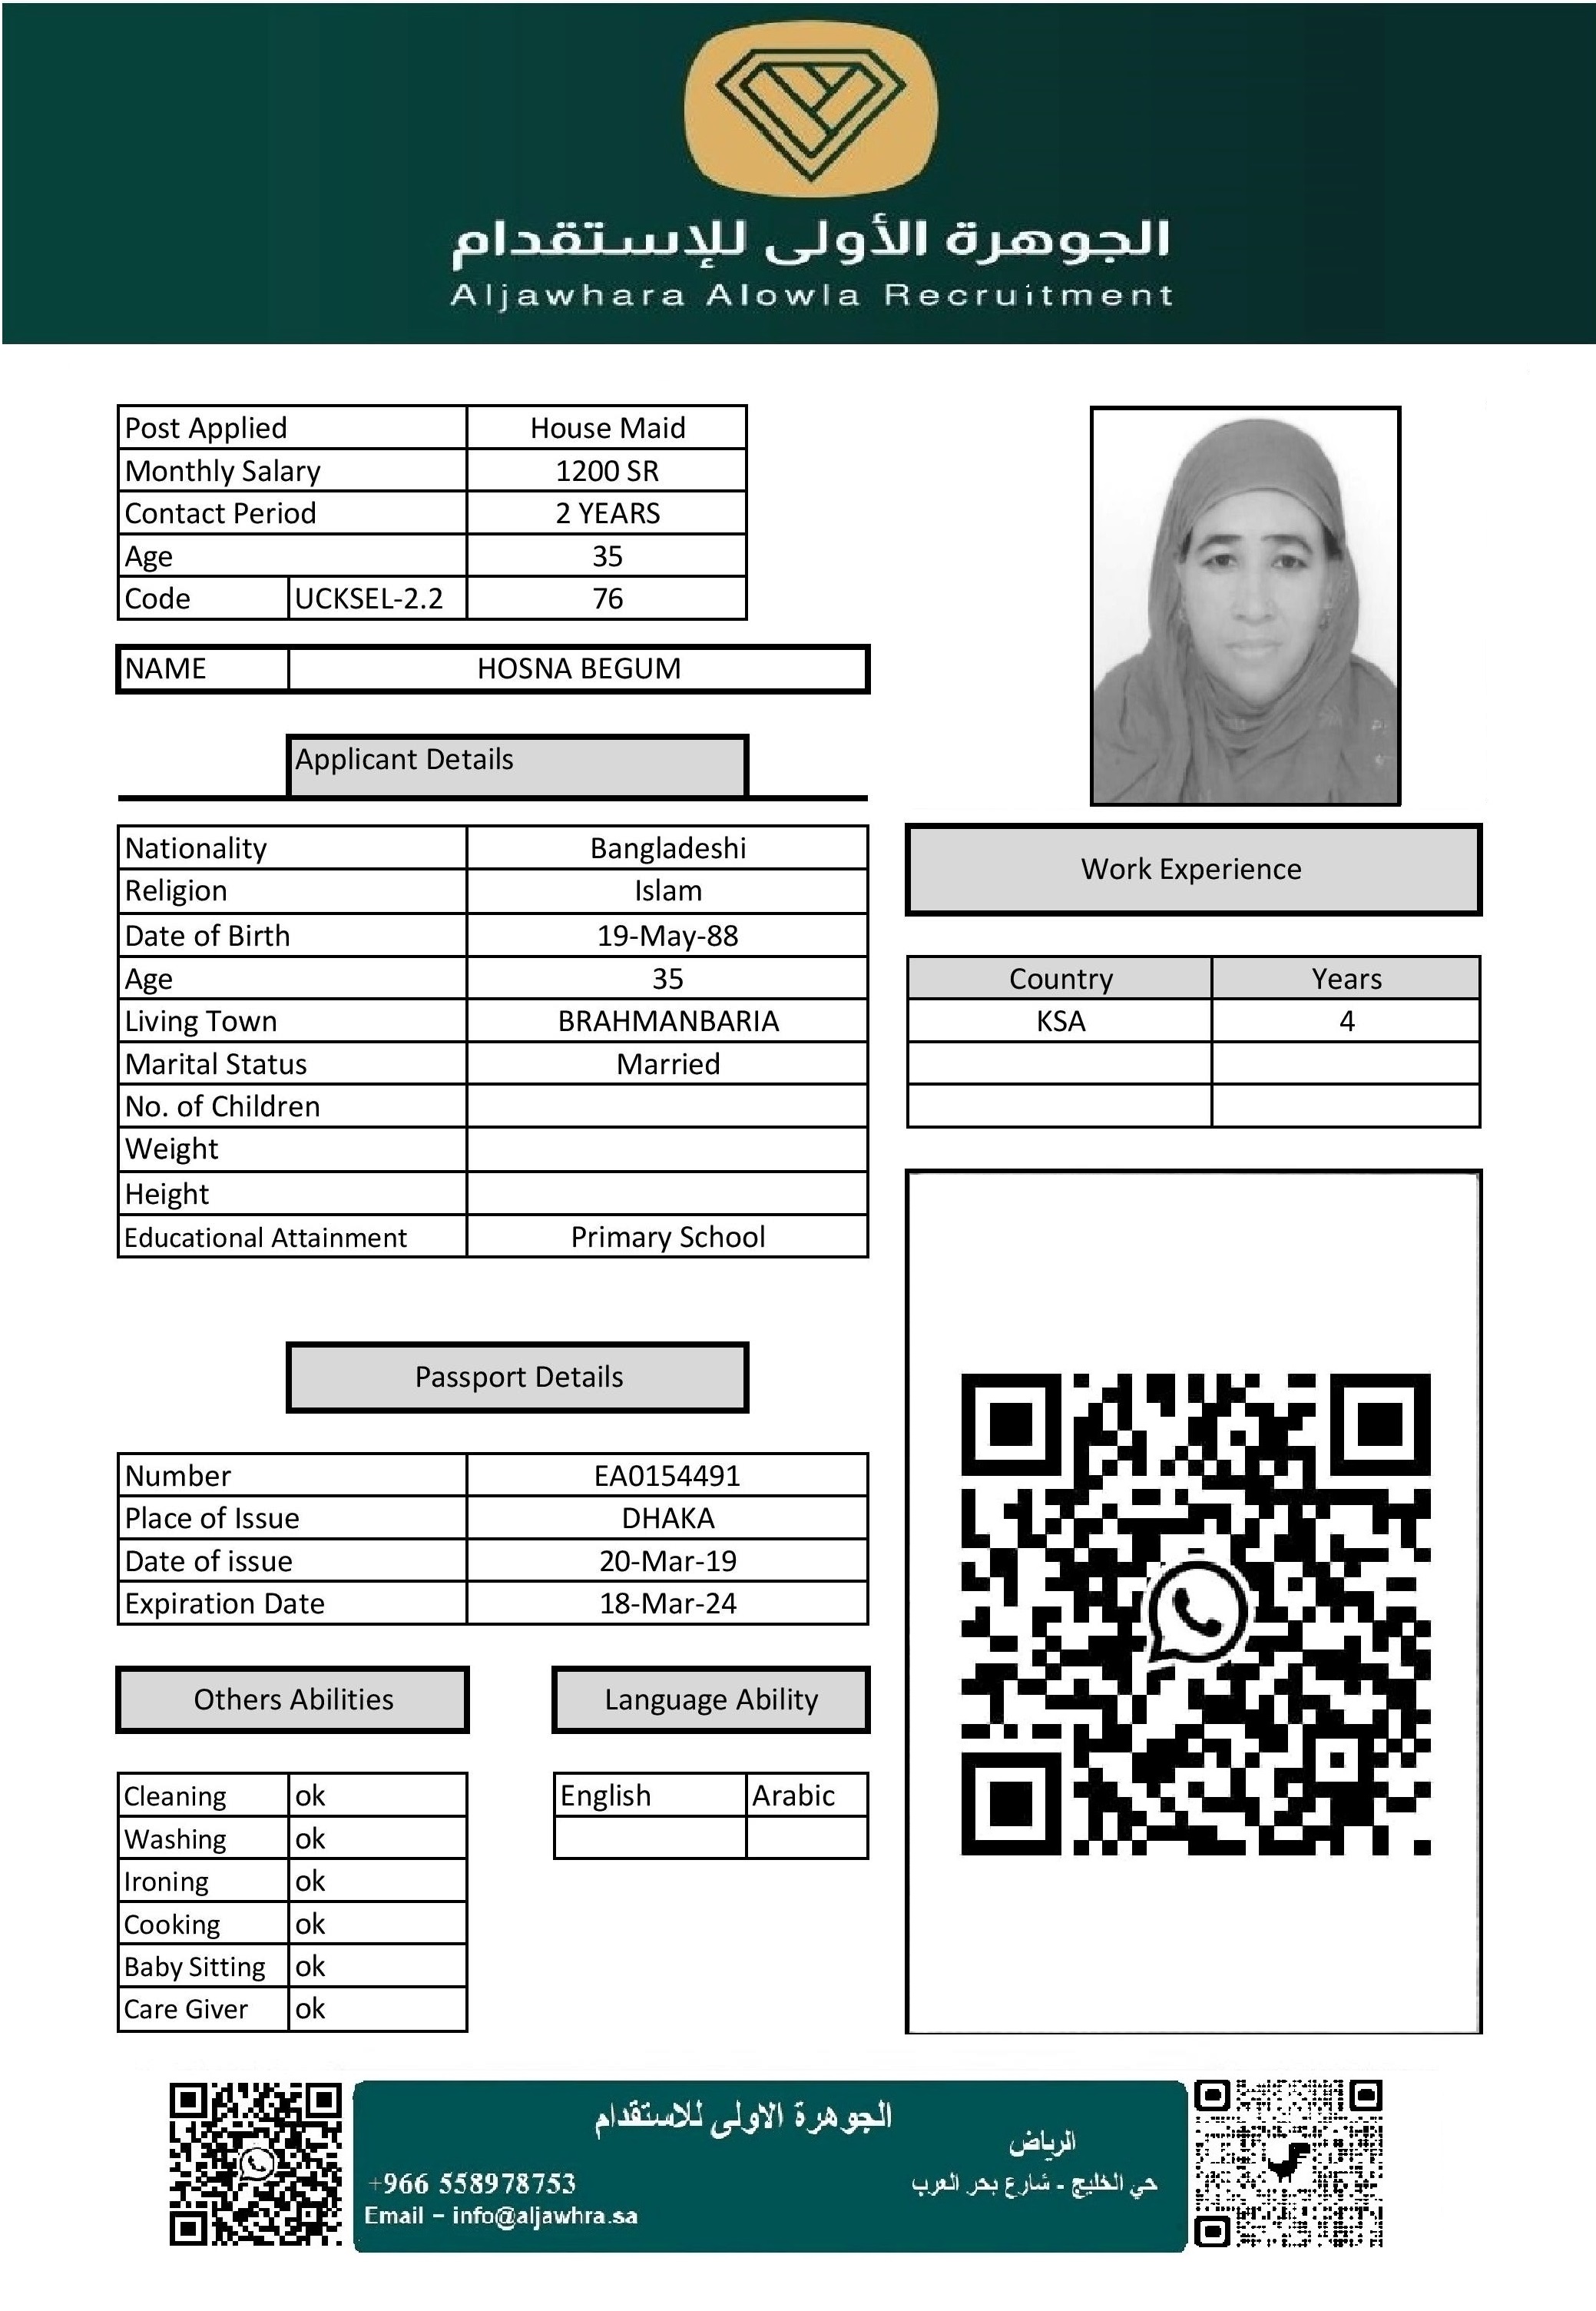 الجوهرة الأولى للإستقدام
Aljawhara Alowla Recruitment
Post Applied House Maid
Monthly Salary 1200 SR
Contact Period 2 YEARS
Age 35
Code UCKSEL-2.2 76
NAME HOSNA BEGUM
Applicant Details
Nationality Bangladeshi
Religion Islam
Date of Birth 19-May-88
Age 35
Living Town BRAHMANBARIA
Marital Status Married
No. of Children
Weight
Height
Educational Attainment Primary School
Work Experience
Country Years
KSA 4
Passport Details
Number EA0154491
Place of Issue DHAKA
Date of issue 20-Mar-19
Expiration Date 18-Mar-24
Others Abilities
Cleaning ok
Washing ok
Ironing ok
Cooking ok
Baby Sitting ok
Care Giver ok
Language Ability
English Arabic
الجوهرة الاولى للاستقدام
الرياض
حي الخليج - شارع بحر العرب
+966 558978753
Email – info@aljawhra.sa